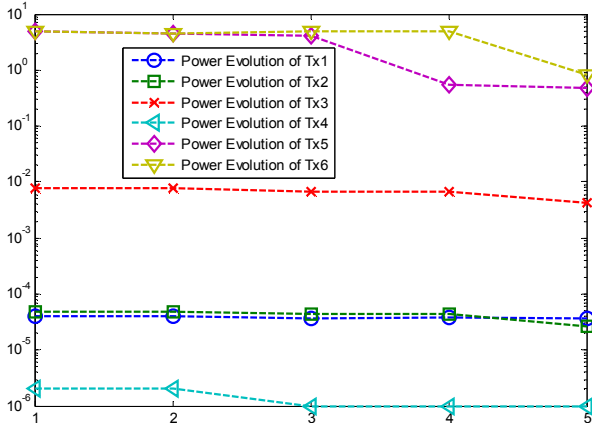 10^1
10^0
10^-1
10^-2
10^-3
10^-4
10^-5
10^-6
Power Evolution of Tx1
Power Evolution of Tx2
Power Evolution of Tx3
Power Evolution of Tx4
Power Evolution of Tx5
Power Evolution of Tx6
1 2 3 4 5